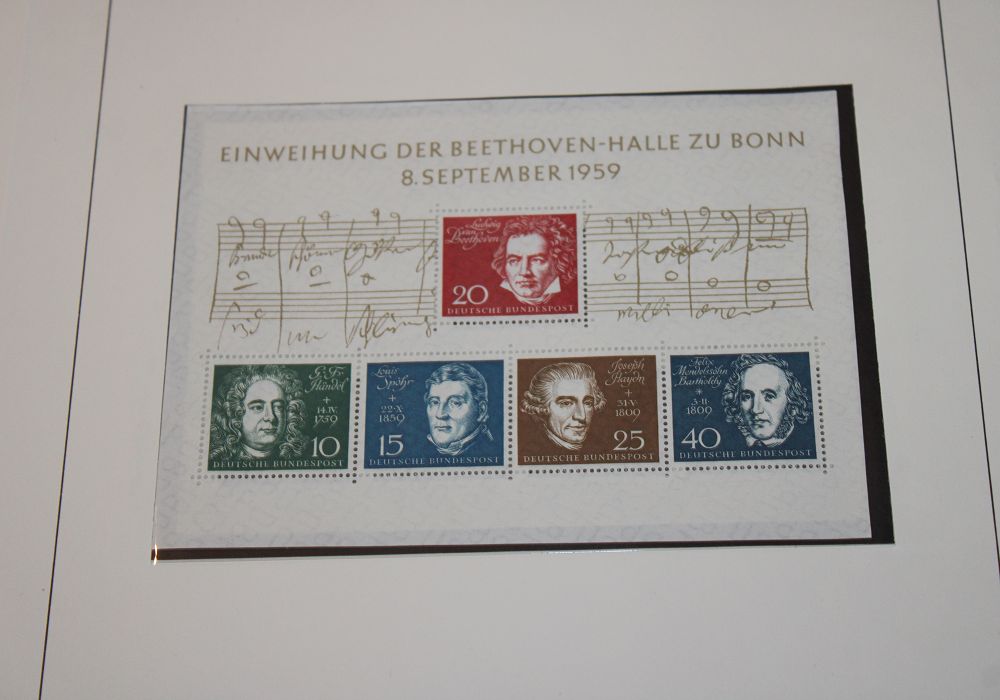 EINWEIHUNG DER BEETHOVEN-HALLE ZU BONN
8. SEPTEMBER 1959
Ludwig
van
Beethoven
20
DEUTSCHE BUNDESPOST
G. Fr.
Händel
+
14.IV.
1759
10
DEUTSCHE BUNDESPOST
Louis
Spohr
+
22.X.
1859
15
DEUTSCHE BUNDESPOST
Joseph
Haydn
+
31.V.
1809
25
DEUTSCHE BUNDESPOST
Felix
Mendelssohn
Bartholdy
*
3.II.
1809
40
DEUTSCHE BUNDESPOST